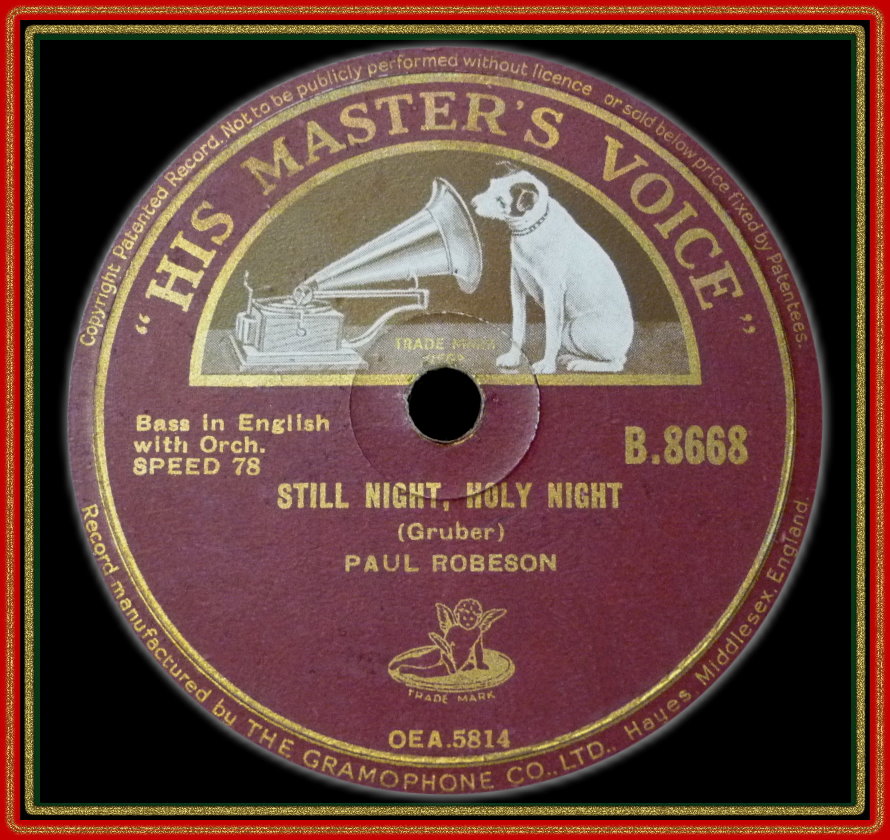 Copyright Patented Record. Not to be publicly performed without licence or sold below price fixed by Patentees.
"HIS MASTER'S VOICE"
TRADE MARK
Bass in English
with Orch.
SPEED 78
B.8668
STILL NIGHT, HOLY NIGHT
(Gruber)
PAUL ROBESON
TRADE MARK
OEA.5814
Record manufactured by THE GRAMOPHONE CO., LTD., Hayes, Middlesex, England.